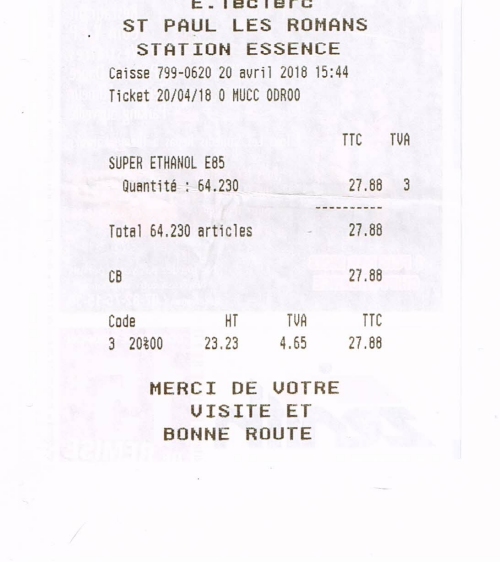 E.leclerc
ST PAUL LES ROMANS
STATION ESSENCE
Caisse 799-0620 20 avril 2018 15:44
Ticket 20/04/18 0 MUCC ODR00
TTC TVA
SUPER ETHANOL E85
Quantité : 64.230 27.88 3
----------
Total 64.230 articles 27.88
CB 27.88
Code HT TVA TTC
3 20%00 23.23 4.65 27.88
MERCI DE VOTRE
VISITE ET
BONNE ROUTE